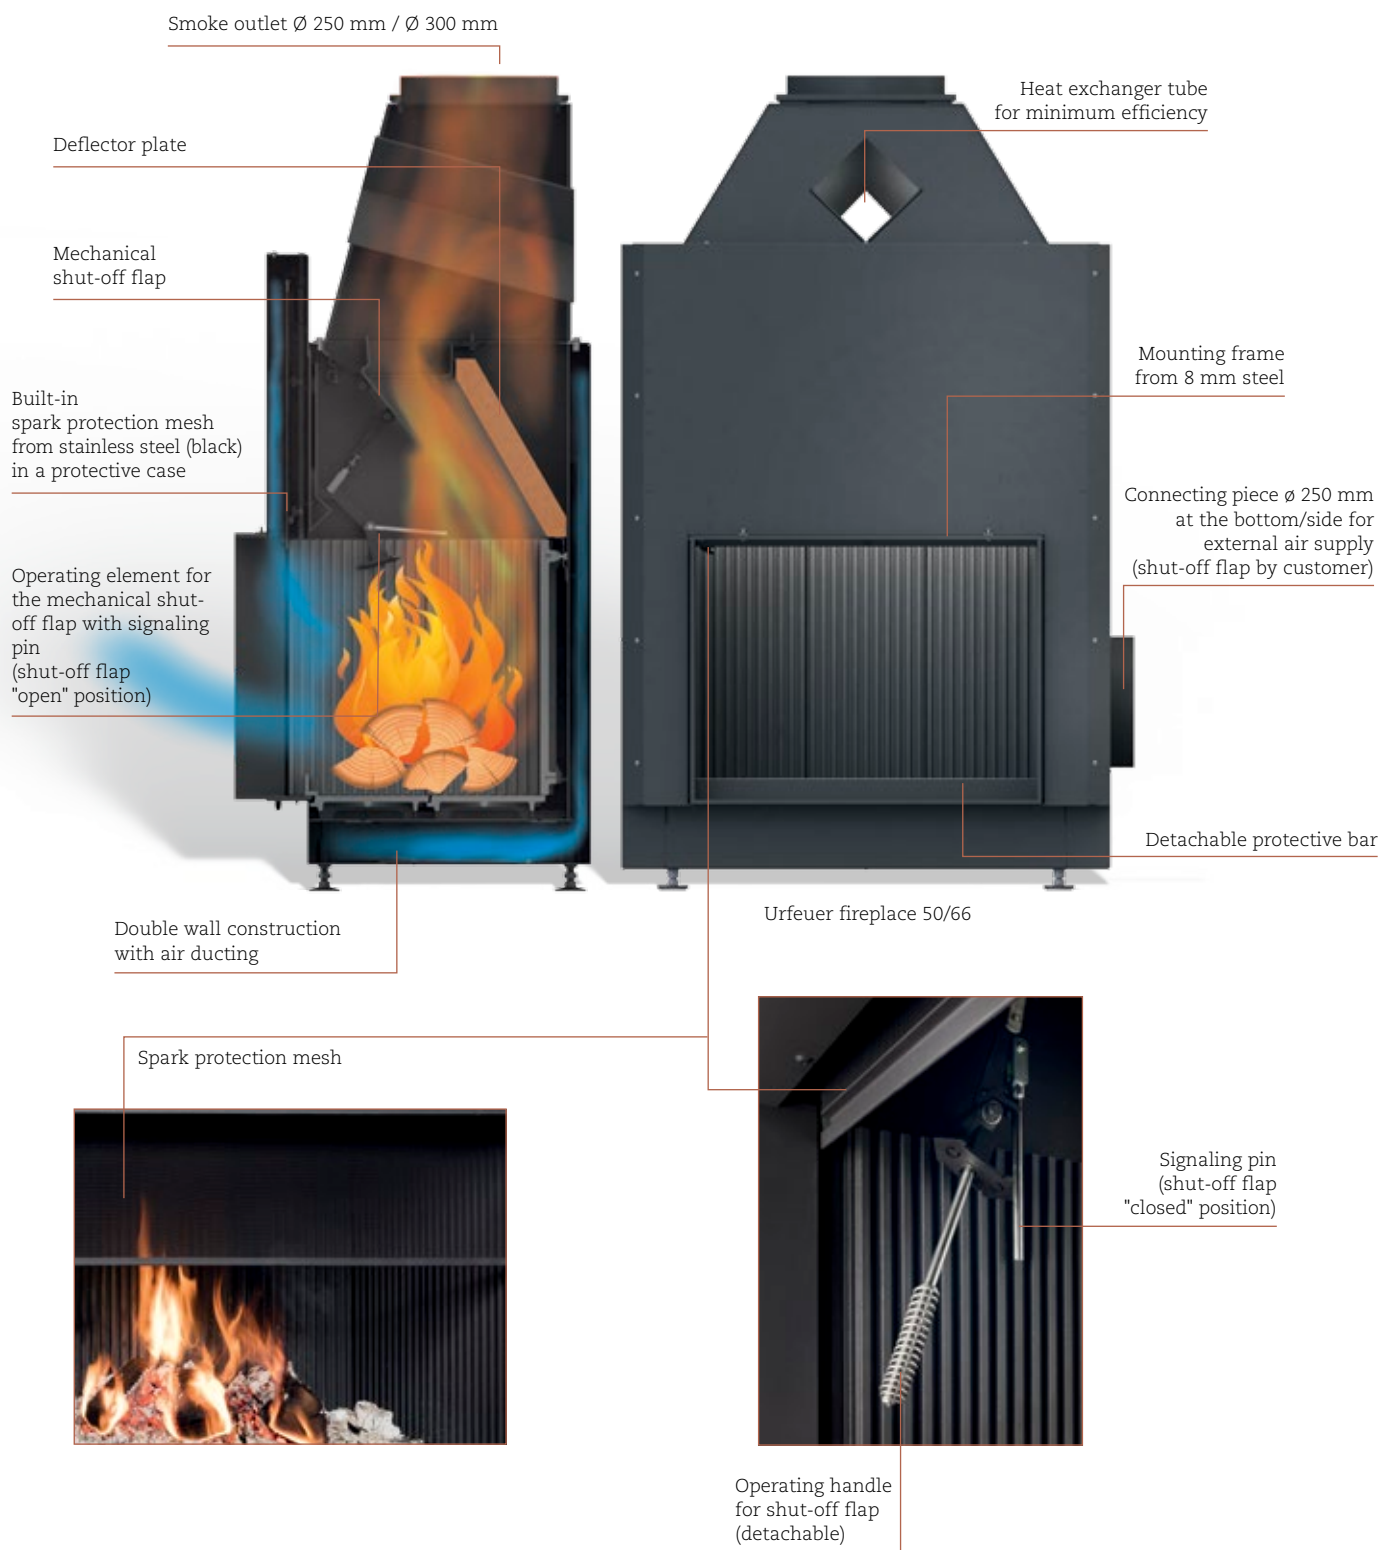 Smoke outlet Ø 250 mm / Ø 300 mm
Deflector plate
Mechanical
shut-off flap
Built-in
spark protection mesh
from stainless steel (black)
in a protective case
Operating element for
the mechanical shut-
off flap with signaling
pin
(shut-off flap
"open" position)
Double wall construction
with air ducting
Heat exchanger tube
for minimum efficiency
Mounting frame
from 8 mm steel
Connecting piece ø 250 mm
at the bottom/side for
external air supply
(shut-off flap by customer)
Detachable protective bar
Urfeuer fireplace 50/66
Spark protection mesh
Signaling pin
(shut-off flap
"closed" position)
Operating handle
for shut-off flap
(detachable)